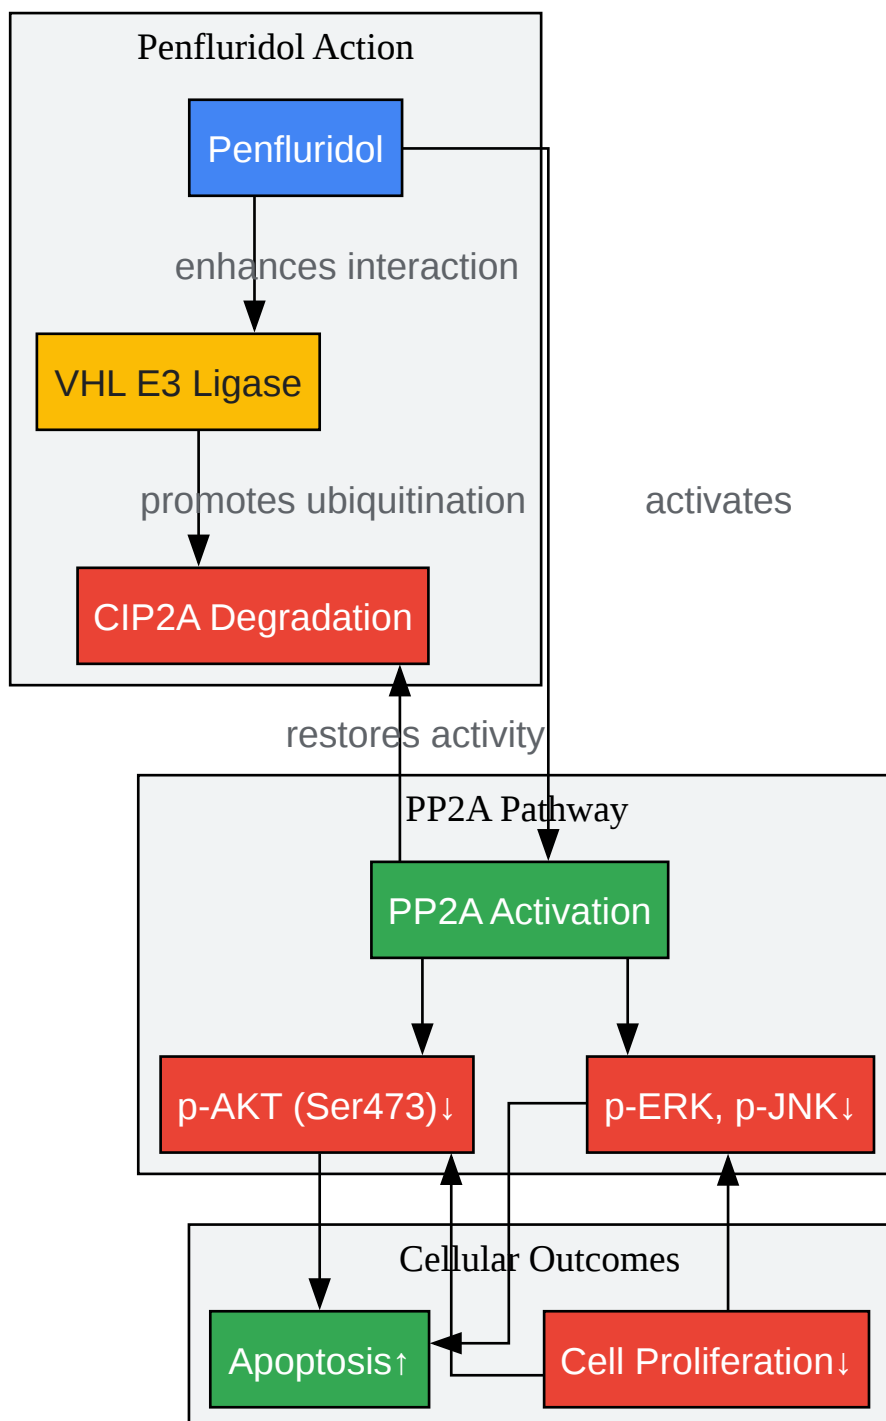 Penfluridol Action
Penfluridol
enhances interaction
VHL E3 Ligase
promotes ubiquitination
activates
CIP2A Degradation
restores activity
PP2A Pathway
PP2A Activation
p-AKT (Ser473)↓
p-ERK, p-JNK↓
Cellular Outcomes
Apoptosis↑
Cell Proliferation↓